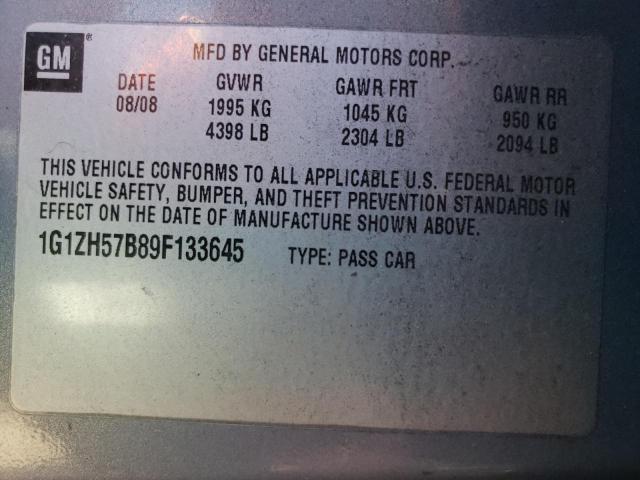 GM ®
MFD BY GENERAL MOTORS CORP.
DATE GVWR GAWR FRT GAWR RR
08/08 1995 KG 1045 KG 950 KG
4398 LB 2304 LB 2094 LB
THIS VEHICLE CONFORMS TO ALL APPLICABLE U.S. FEDERAL MOTOR
VEHICLE SAFETY, BUMPER, AND THEFT PREVENTION STANDARDS IN
EFFECT ON THE DATE OF MANUFACTURE SHOWN ABOVE.
1G1ZH57B89F133645 TYPE: PASS CAR